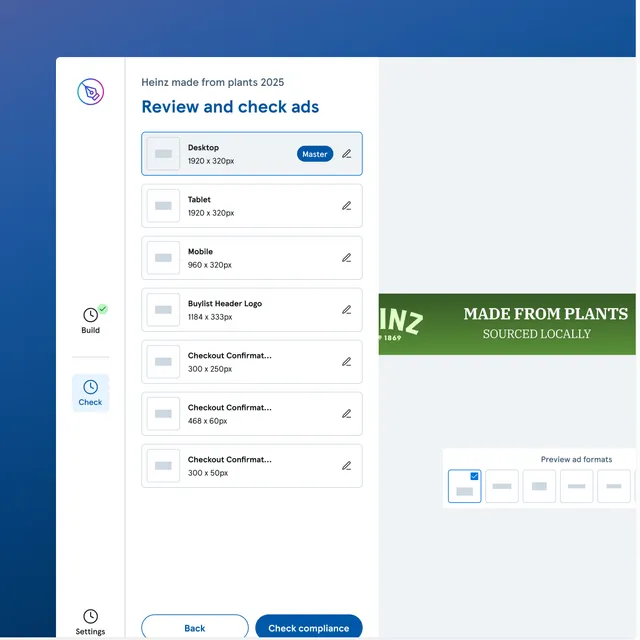 Heinz made from plants 2025
Review and check ads
Desktop
1920 x 320px
Master
Tablet
1920 x 320px
Mobile
960 x 320px
Buylist Header Logo
1184 x 333px
Checkout Confirmat...
300 x 250px
Checkout Confirmat...
468 x 60px
Checkout Confirmat...
300 x 50px
Back
Check compliance
Build
Check
Settings
INZ
1869
MADE FROM PLANTS
SOURCED LOCALLY
Preview ad formats